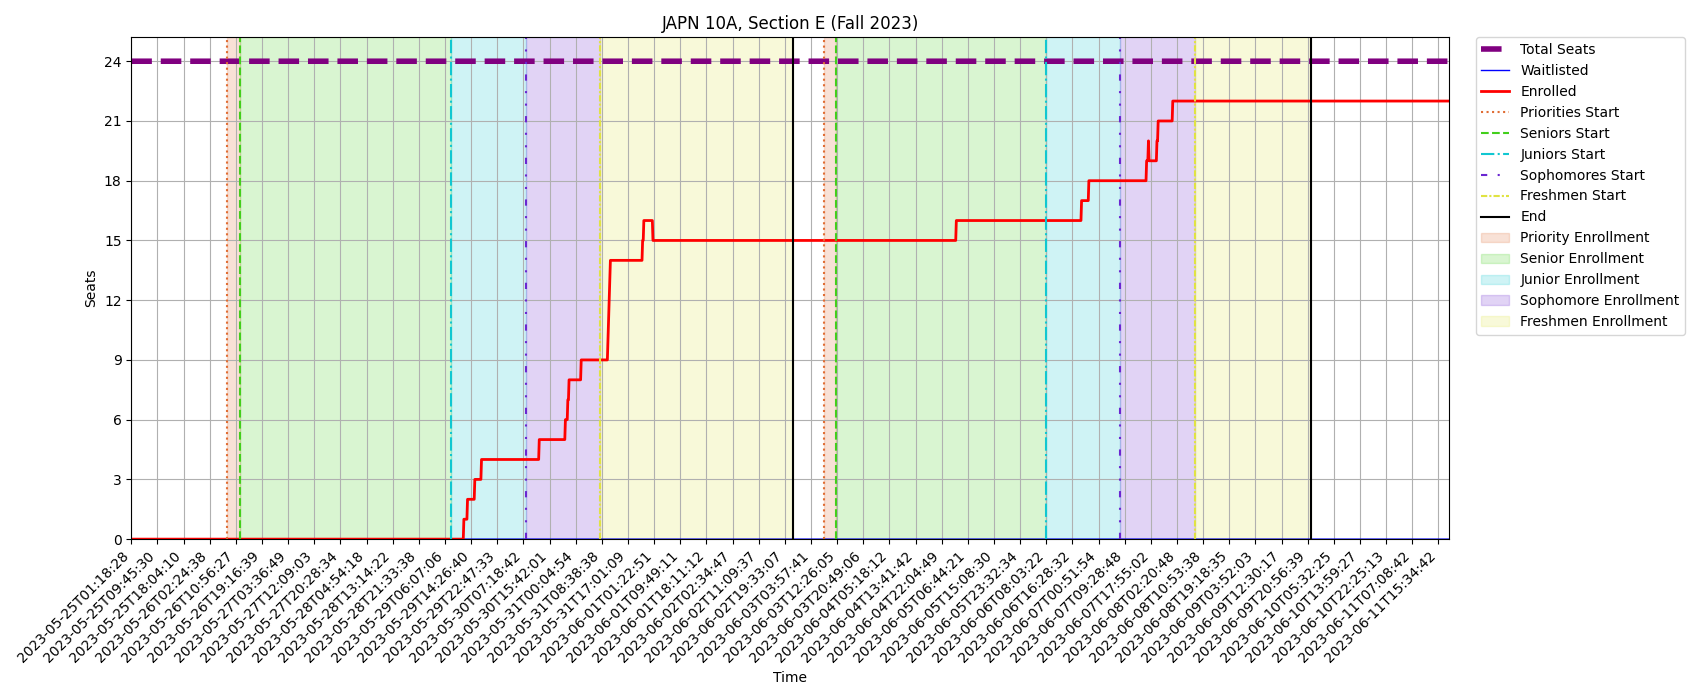 JAPN 10A, Section E (Fall 2023)
24
21
18
15
12
9
6
3
0
Seats
2023-05-25T01:18:28
2023-05-25T09:45:30
2023-05-25T18:04:10
2023-05-26T02:24:38
2023-05-26T10:56:27
2023-05-26T19:16:39
2023-05-27T03:36:49
2023-05-27T12:09:03
2023-05-27T20:28:34
2023-05-28T04:54:18
2023-05-28T13:14:22
2023-05-28T21:33:38
2023-05-29T06:07:06
2023-05-29T14:26:40
2023-05-29T22:47:33
2023-05-30T07:18:42
2023-05-30T15:42:01
2023-05-31T00:04:54
2023-05-31T08:38:38
2023-05-31T17:01:09
2023-06-01T01:22:51
2023-06-01T09:49:11
2023-06-01T18:11:12
2023-06-02T02:34:47
2023-06-02T11:09:37
2023-06-02T19:33:07
2023-06-03T03:57:41
2023-06-03T12:26:05
2023-06-03T20:49:06
2023-06-04T05:18:12
2023-06-04T13:41:42
2023-06-04T22:04:49
2023-06-05T06:44:21
2023-06-05T15:08:30
2023-06-05T23:32:34
2023-06-06T08:03:22
2023-06-06T16:28:32
2023-06-07T00:51:54
2023-06-07T09:28:48
2023-06-07T17:55:02
2023-06-08T02:20:48
2023-06-08T10:53:38
2023-06-08T19:18:35
2023-06-09T03:52:03
2023-06-09T12:30:17
2023-06-09T20:56:39
2023-06-10T05:32:25
2023-06-10T13:59:27
2023-06-10T22:25:13
2023-06-11T07:08:42
2023-06-11T15:34:42
Time
Total Seats
Waitlisted
Enrolled
Priorities Start
Seniors Start
Juniors Start
Sophomores Start
Freshmen Start
End
Priority Enrollment
Senior Enrollment
Junior Enrollment
Sophomore Enrollment
Freshmen Enrollment